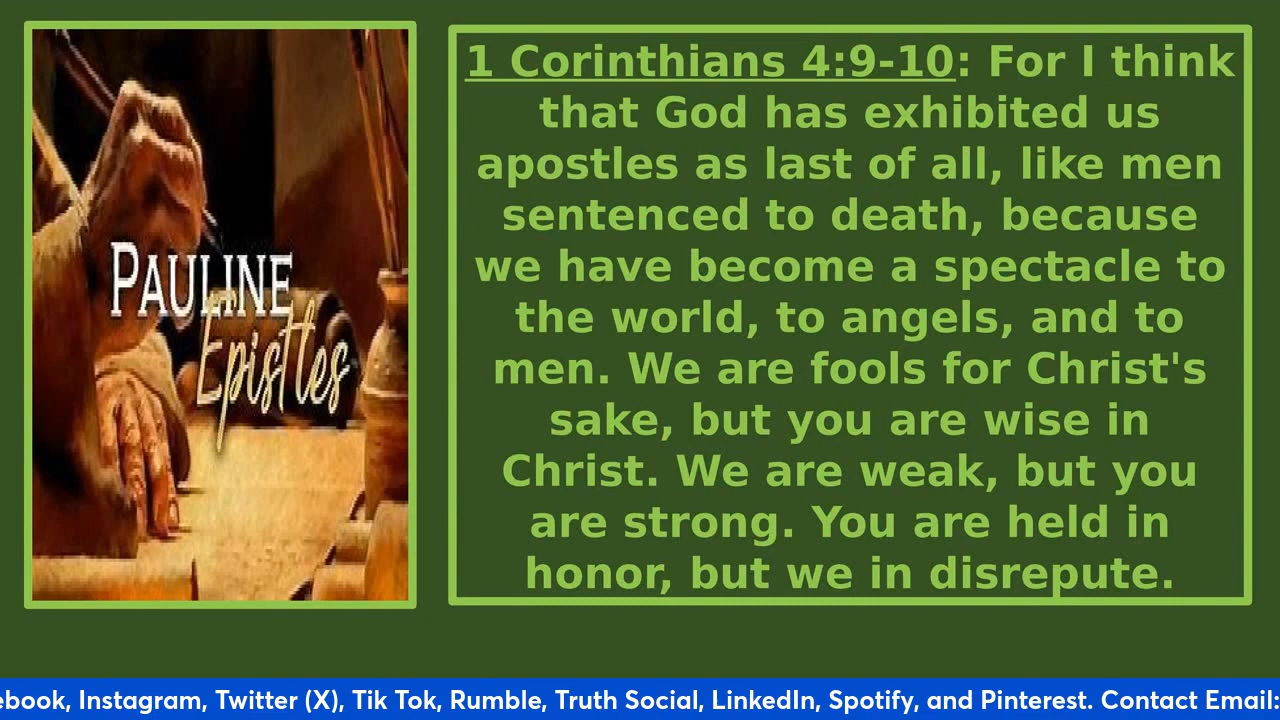 PAULINE
Epistles
1 Corinthians 4:9-10: For I think
that God has exhibited us
apostles as last of all, like men
sentenced to death, because
we have become a spectacle to
the world, to angels, and to
men. We are fools for Christ's
sake, but you are wise in
Christ. We are weak, but you
are strong. You are held in
honor, but we in disrepute.
ebook, Instagram, Twitter (X), Tik Tok, Rumble, Truth Social, LinkedIn, Spotify, and Pinterest. Contact Email: